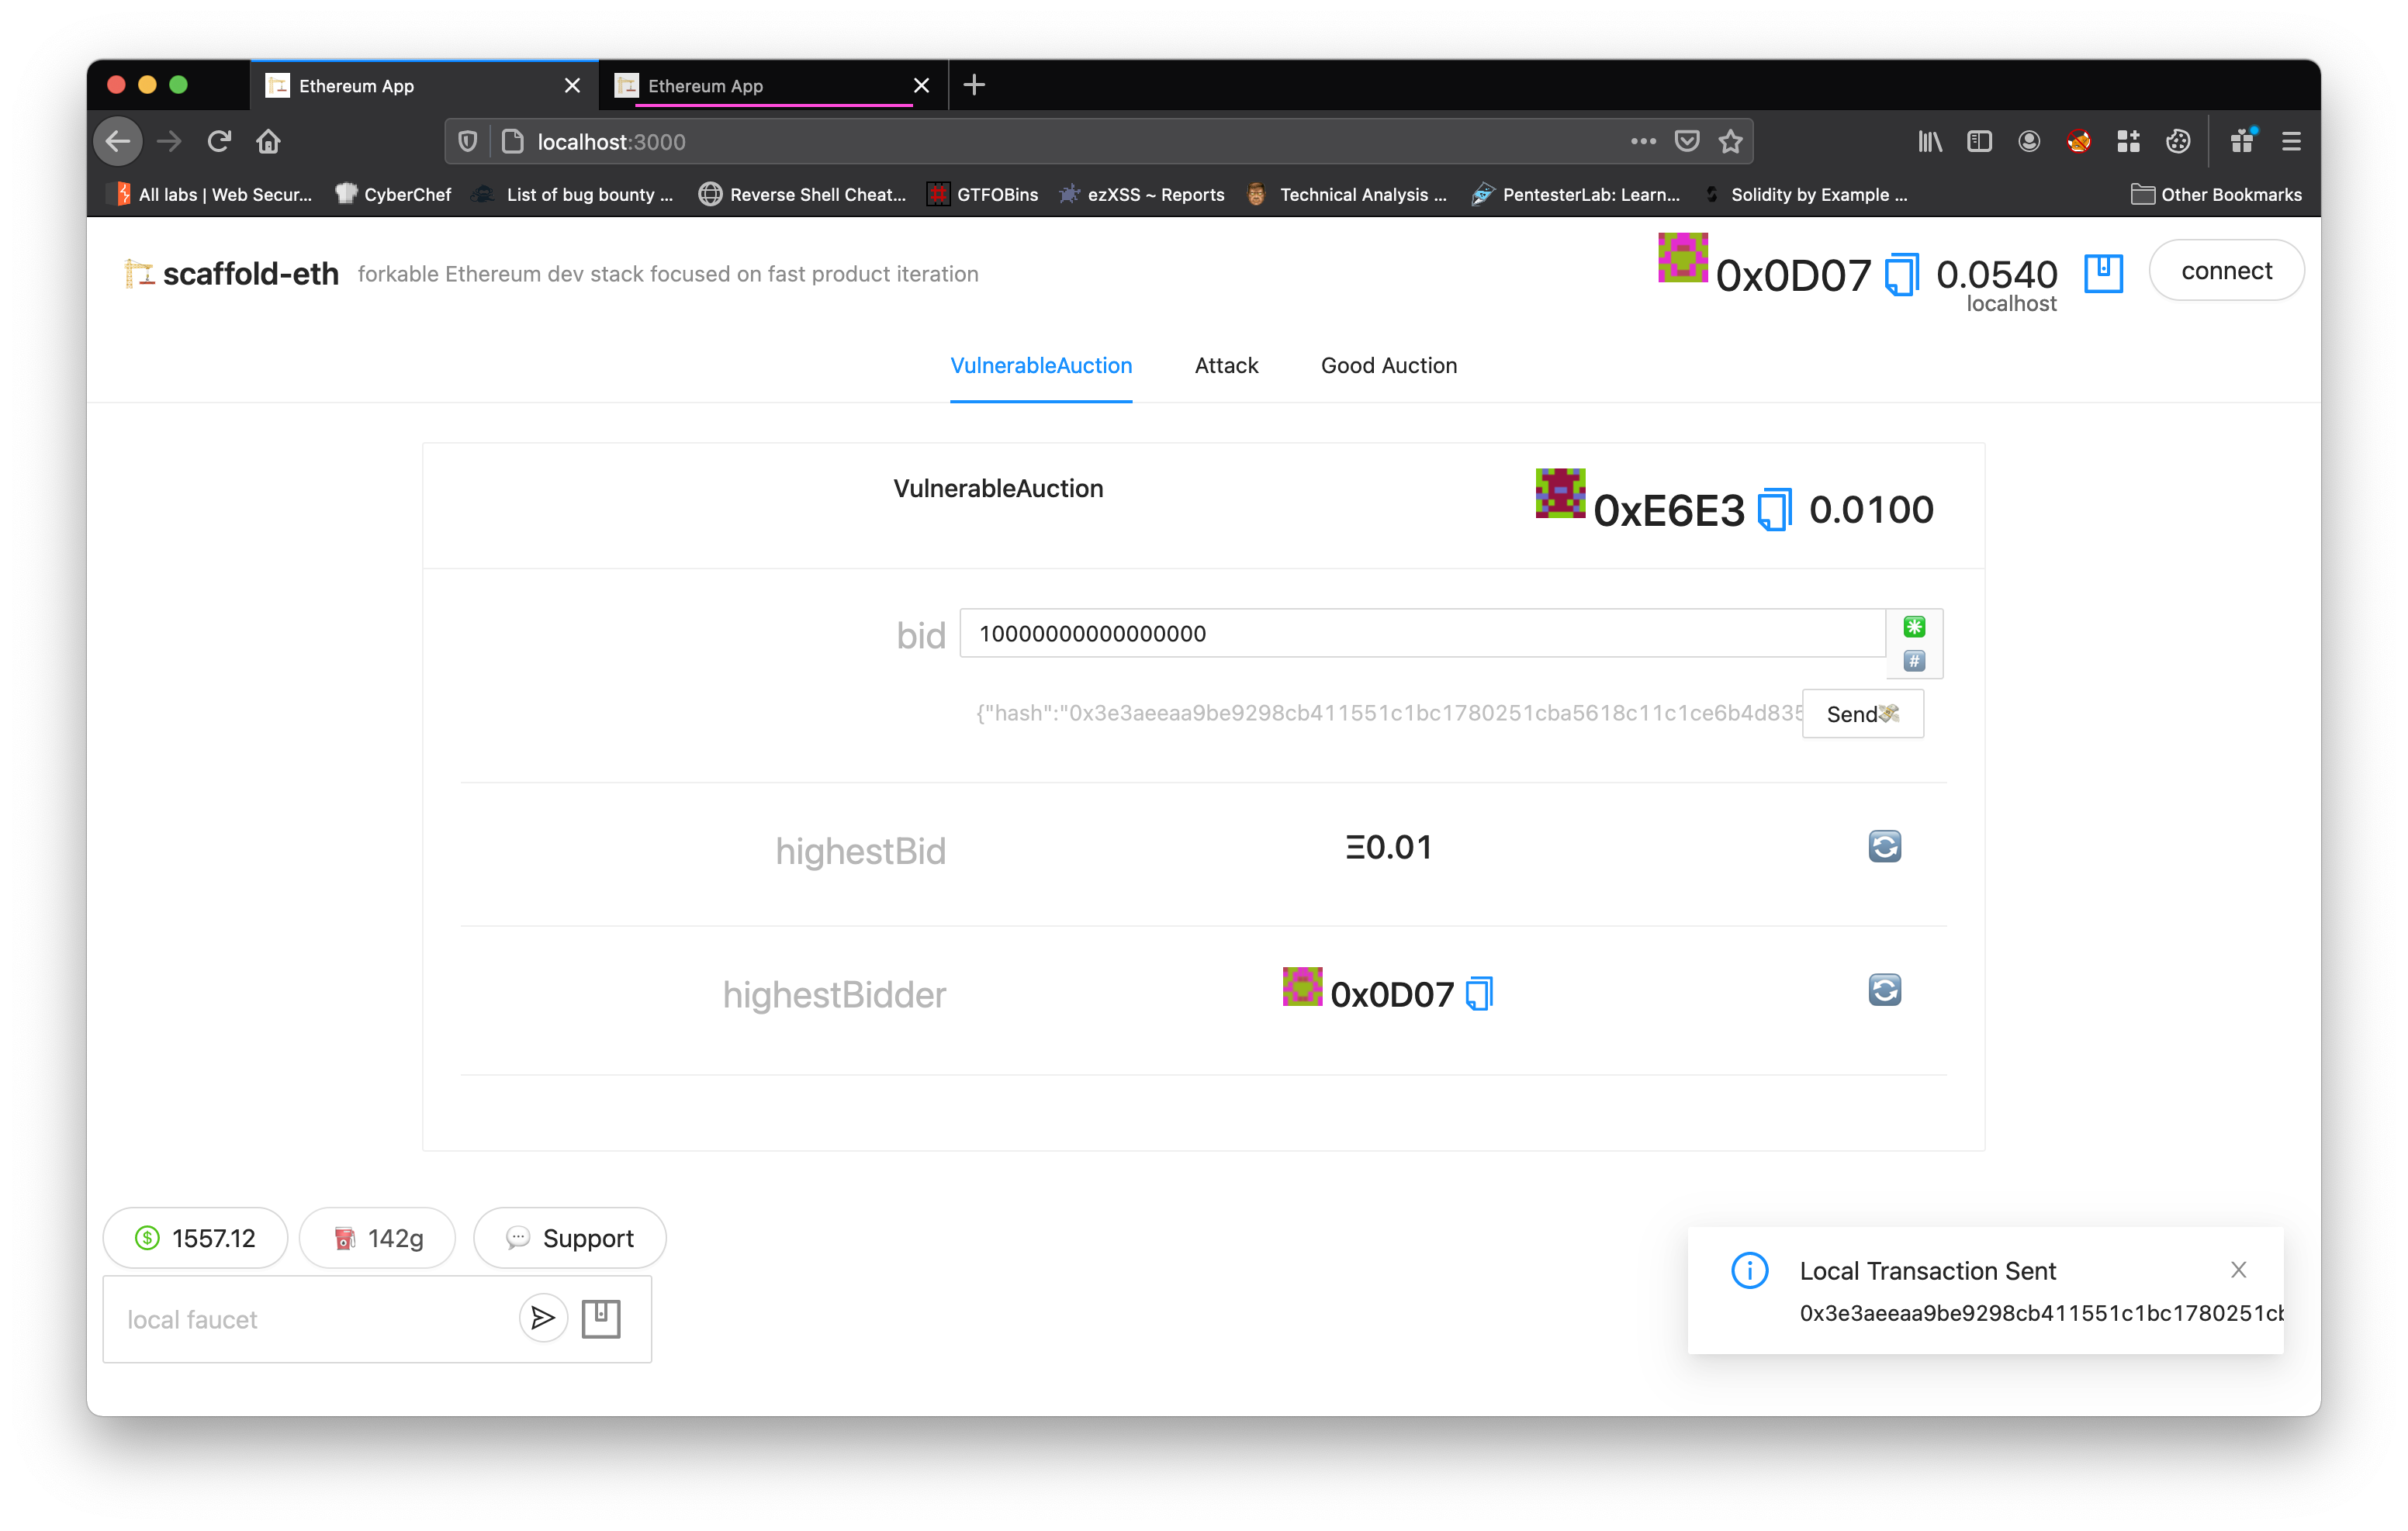 Ethereum App
Ethereum App
localhost:3000
All labs | Web Secur...
CyberChef
List of bug bounty ...
Reverse Shell Cheat...
GTFOBins
ezXSS ~ Reports
Technical Analysis ...
PentesterLab: Learn...
Solidity by Example ...
Other Bookmarks
scaffold-eth forkable Ethereum dev stack focused on fast product iteration
0x0D07 0.0540
localhost
connect
VulnerableAuction
Attack
Good Auction
VulnerableAuction
0xE6E3 0.0100
bid
10000000000000000
#
{"hash":"0x3e3aeeaa9be9298cb411551c1bc1780251cba5618c11c1ce6b4d835
Send💸
highestBid
Ξ0.01
highestBidder
0x0D07
1557.12
142g
Support
local faucet
Local Transaction Sent
0x3e3aeeaa9be9298cb411551c1bc1780251cb